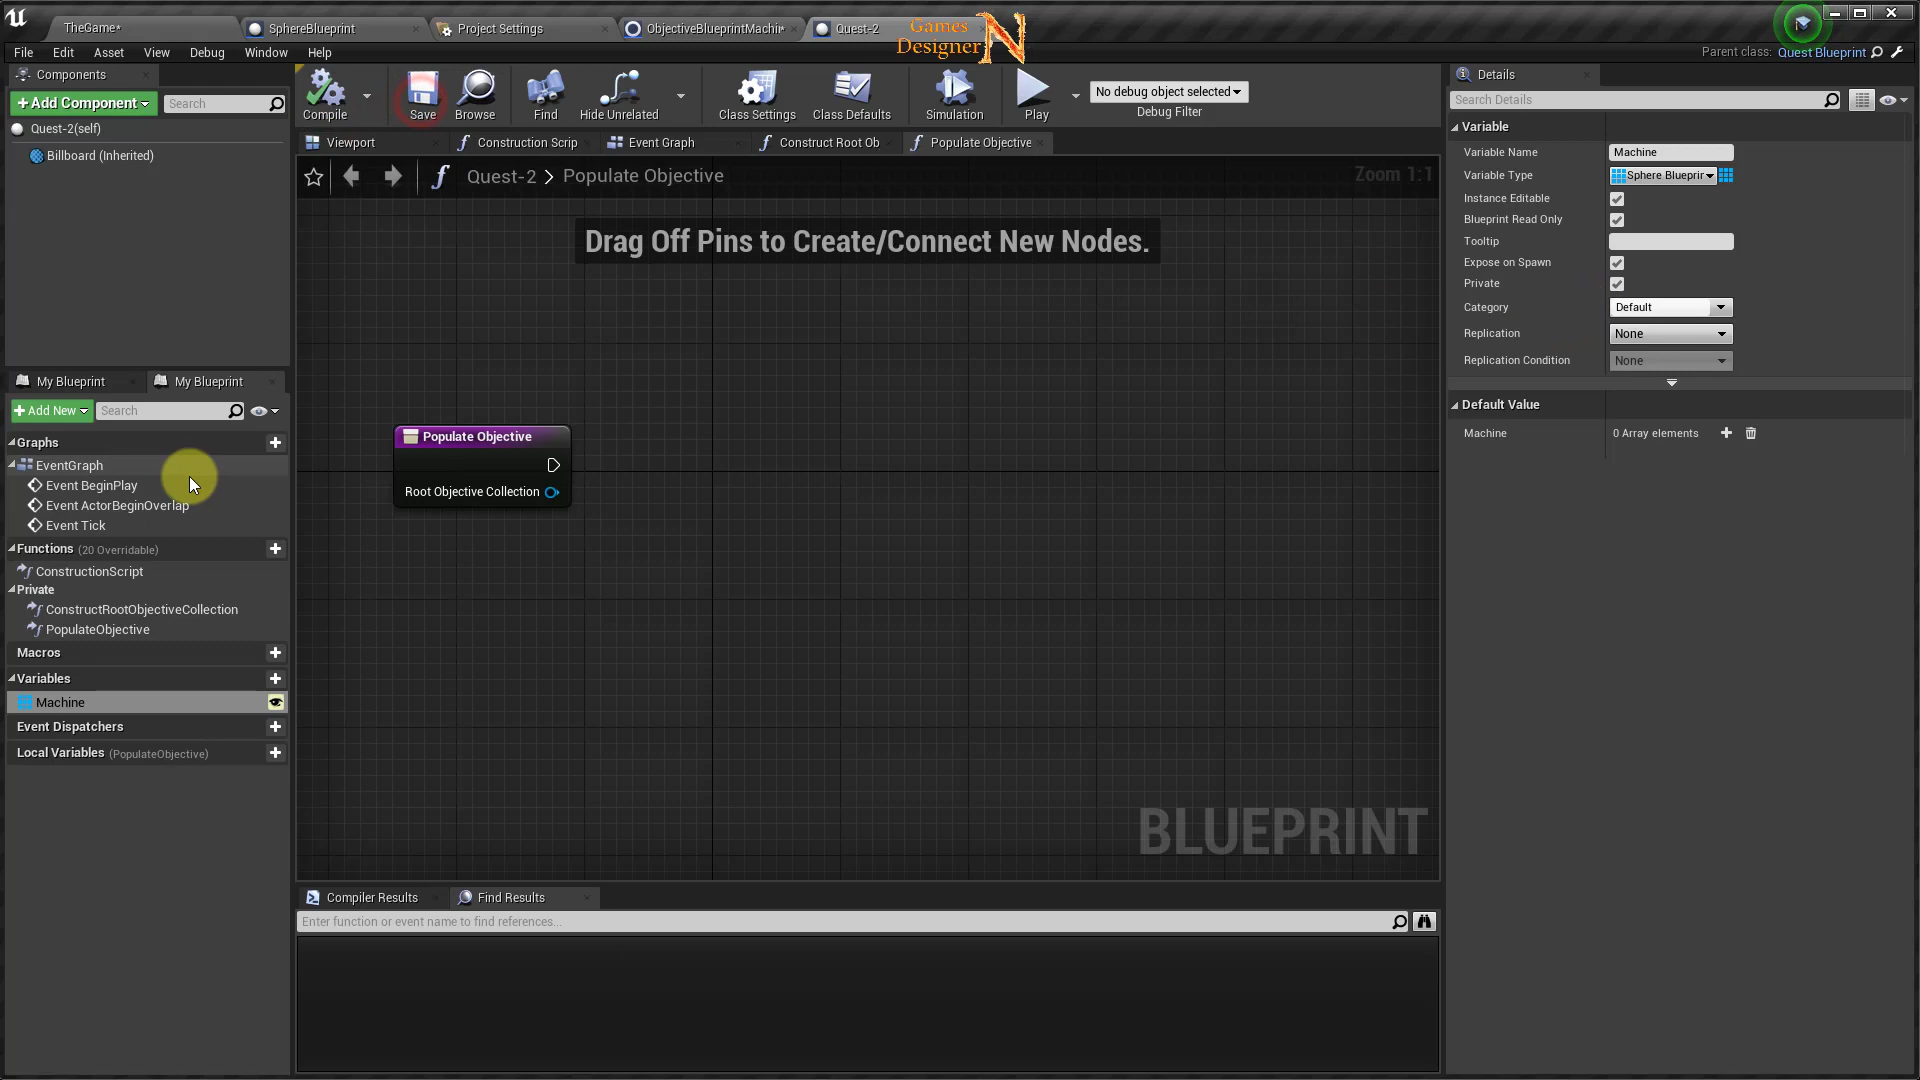 TheGame*
SphereBlueprint
Project Settings
ObjectiveBlueprintMachin*
Quest-2
Games
Designer
N
File
Edit
Asset
View
Debug
Window
Help
Parent class:
Quest Blueprint
Components
+Add Component
Search
Quest-2(self)
Billboard (Inherited)
Compile
Save
Browse
Find
Hide Unrelated
Class Settings
Class Defaults
Simulation
Play
No debug object selected
Debug Filter
Viewport
Construction Scrip
Event Graph
Construct Root Ob
Populate Objective
Quest-2 > Populate Objective
Zoom 1:1
Drag Off Pins to Create/Connect New Nodes.
Populate Objective
Root Objective Collection
BLUEPRINT
My Blueprint
My Blueprint
+Add New
Search
Graphs
EventGraph
Event BeginPlay
Event ActorBeginOverlap
Event Tick
Functions (20 Overridable)
ConstructionScript
Private
ConstructRootObjectiveCollection
PopulateObjective
Macros
Variables
Machine
Event Dispatchers
Local Variables (PopulateObjective)
Compiler Results
Find Results
Enter function or event name to find references...
Details
Search Details
Variable
Variable Name
Machine
Variable Type
Sphere Blueprir
Instance Editable
Blueprint Read Only
Tooltip
Expose on Spawn
Private
Category
Default
Replication
None
Replication Condition
None
Default Value
Machine
0 Array elements